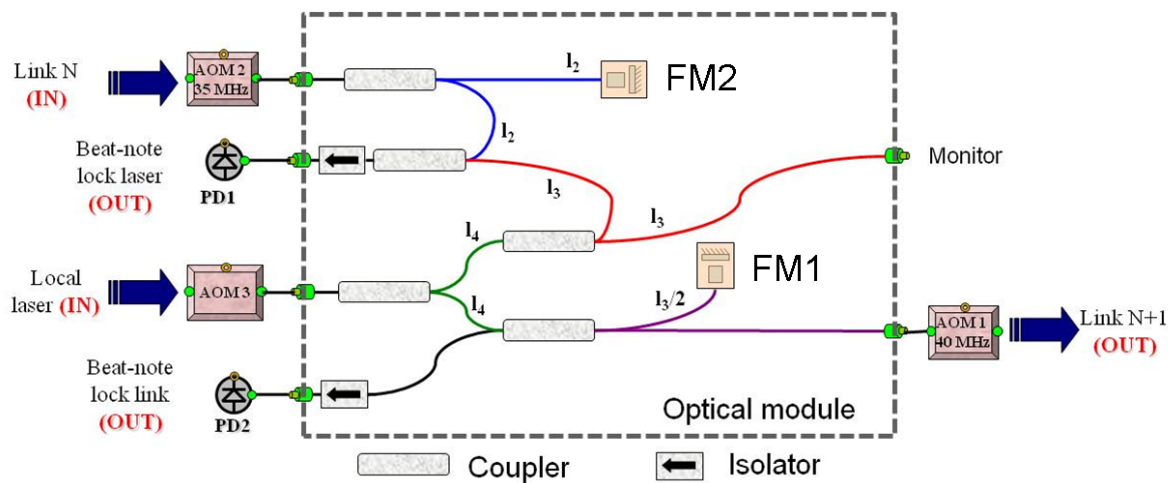 Link N
(IN)
AOM 2
35 MHz
l₂
FM2
l₂
Beat-note
lock laser
(OUT)
PD1
l₃
Monitor
l₃
l₄
Local
laser (IN)
AOM 3
l₄
FM1
l₃/2
AOM 1
40 MHz
Link N+1
(OUT)
Beat-note
lock link
(OUT)
PD2
Optical module
Coupler
Isolator